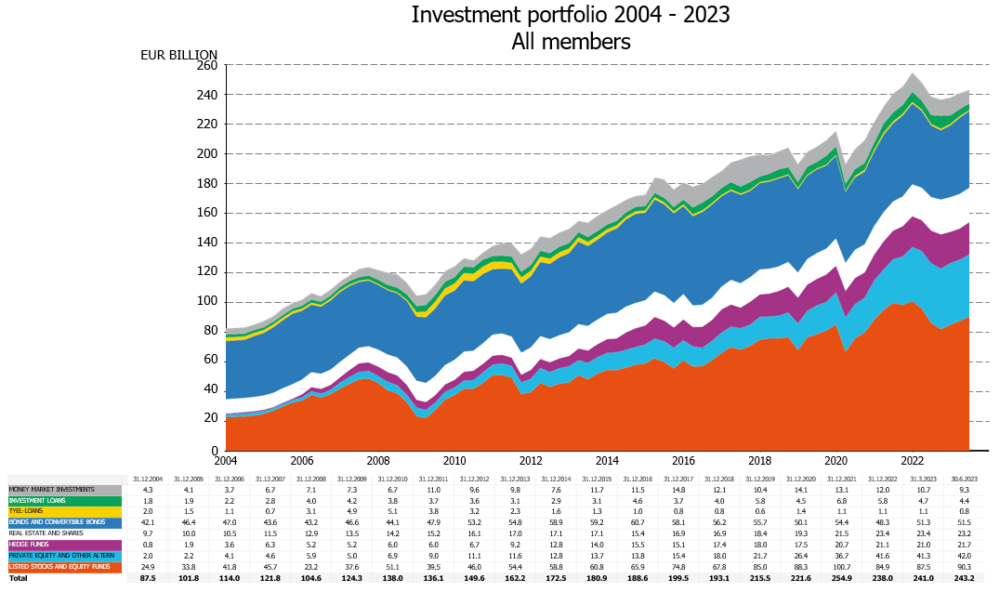 Investment portfolio 2004 - 2023
All members
EUR BILLION
260
240
220
200
180
160
140
120
100
80
60
40
20
0
2004 2006 2008 2010 2012 2014 2016 2018 2020 2022
31.12.2004 31.12.2005 31.12.2006 31.12.2007 31.12.2008 31.12.2009 31.12.2010 31.12.2011 31.12.2012 31.12.2013 31.12.2014 31.12.2015 31.12.2016 31.12.2017 31.12.2018 31.12.2019 31.12.2020 31.12.2021 31.12.2022 31.3.2023 30.6.2023
MONEY MARKET INVESTMENTS 4.3 4.1 3.7 6.7 7.1 7.3 6.7 11.0 9.6 9.8 7.6 11.7 11.5 14.8 12.1 10.4 14.1 13.1 12.0 10.7 9.3
INVESTMENT LOANS 1.8 1.9 2.2 2.8 4.0 4.2 3.8 3.7 3.6 3.1 2.9 3.1 4.6 3.7 4.0 5.8 4.5 6.8 5.8 4.7 4.4
TYEL-LOANS 2.0 1.5 1.1 0.7 3.1 4.9 5.1 3.8 3.2 2.3 1.6 1.3 1.0 0.8 0.8 0.6 1.4 1.1 1.1 1.1 0.8
BONDS AND CONVERTIBLE BONDS 42.1 46.4 47.0 43.6 43.2 46.6 44.1 47.9 53.2 54.8 58.9 59.2 60.7 58.1 56.2 55.7 50.1 54.4 48.3 51.3 51.5
REAL ESTATE AND SHARES 9.7 10.0 10.5 11.5 12.9 13.5 14.2 15.2 16.1 17.0 17.1 17.1 15.4 16.9 16.9 18.4 19.3 21.5 23.4 23.4 23.2
HEDGE FUNDS 0.8 1.9 3.6 6.3 5.2 5.2 6.0 6.0 6.7 9.2 12.8 14.0 15.5 15.1 17.4 18.0 17.5 20.7 21.1 21.0 21.7
PRIVATE EQUITY AND OTHER ALTERN 2.0 2.2 4.1 4.6 5.9 5.0 6.9 9.0 11.1 11.6 12.8 13.7 13.8 15.4 18.0 21.7 26.4 36.7 41.6 41.3 42.0
LISTED STOCKS AND EQUITY FUNDS 24.9 33.8 41.8 45.7 23.2 37.6 51.1 39.5 46.0 54.4 58.8 60.8 65.9 74.8 67.8 85.0 88.3 100.7 84.9 87.5 90.3
Total 87.5 101.8 114.0 121.8 104.6 124.3 138.0 136.1 149.6 162.2 172.5 180.9 188.6 199.5 193.1 215.5 221.6 254.9 238.0 241.0 243.2